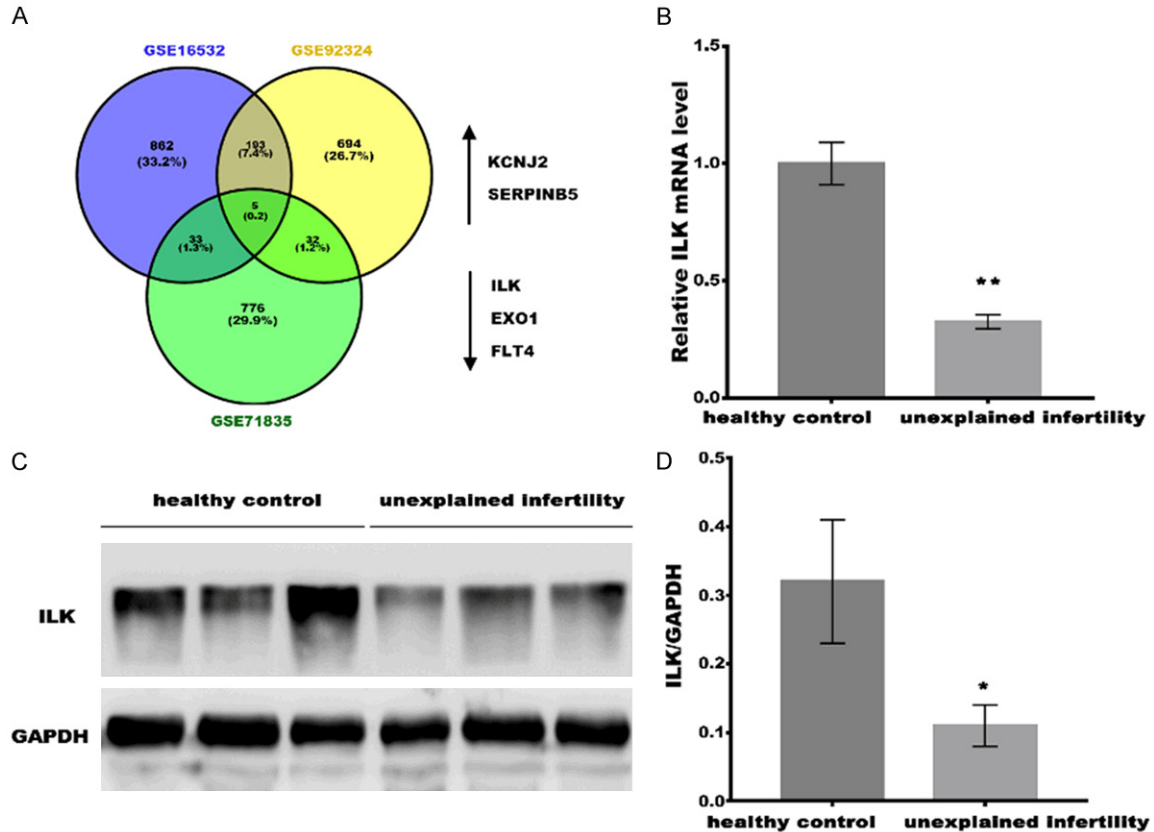 A
GSE16532
GSE92324
862
(33.2%)
193
(7.4%)
694
(26.7%)
5
(0.2)
33
(1.3%)
32
(1.2%)
776
(29.9%)
GSE71835
KCNJ2
SERPINB5
ILK
EXO1
FLT4
B
Relative ILK mRNA level
1.5
1.0
0.5
0.0
**
healthy control
unexplained infertility
C
healthy control
unexplained infertility
ILK
GAPDH
D
ILK/GAPDH
0.5
0.4
0.3
0.2
0.1
0.0
*
healthy control
unexplained infertility